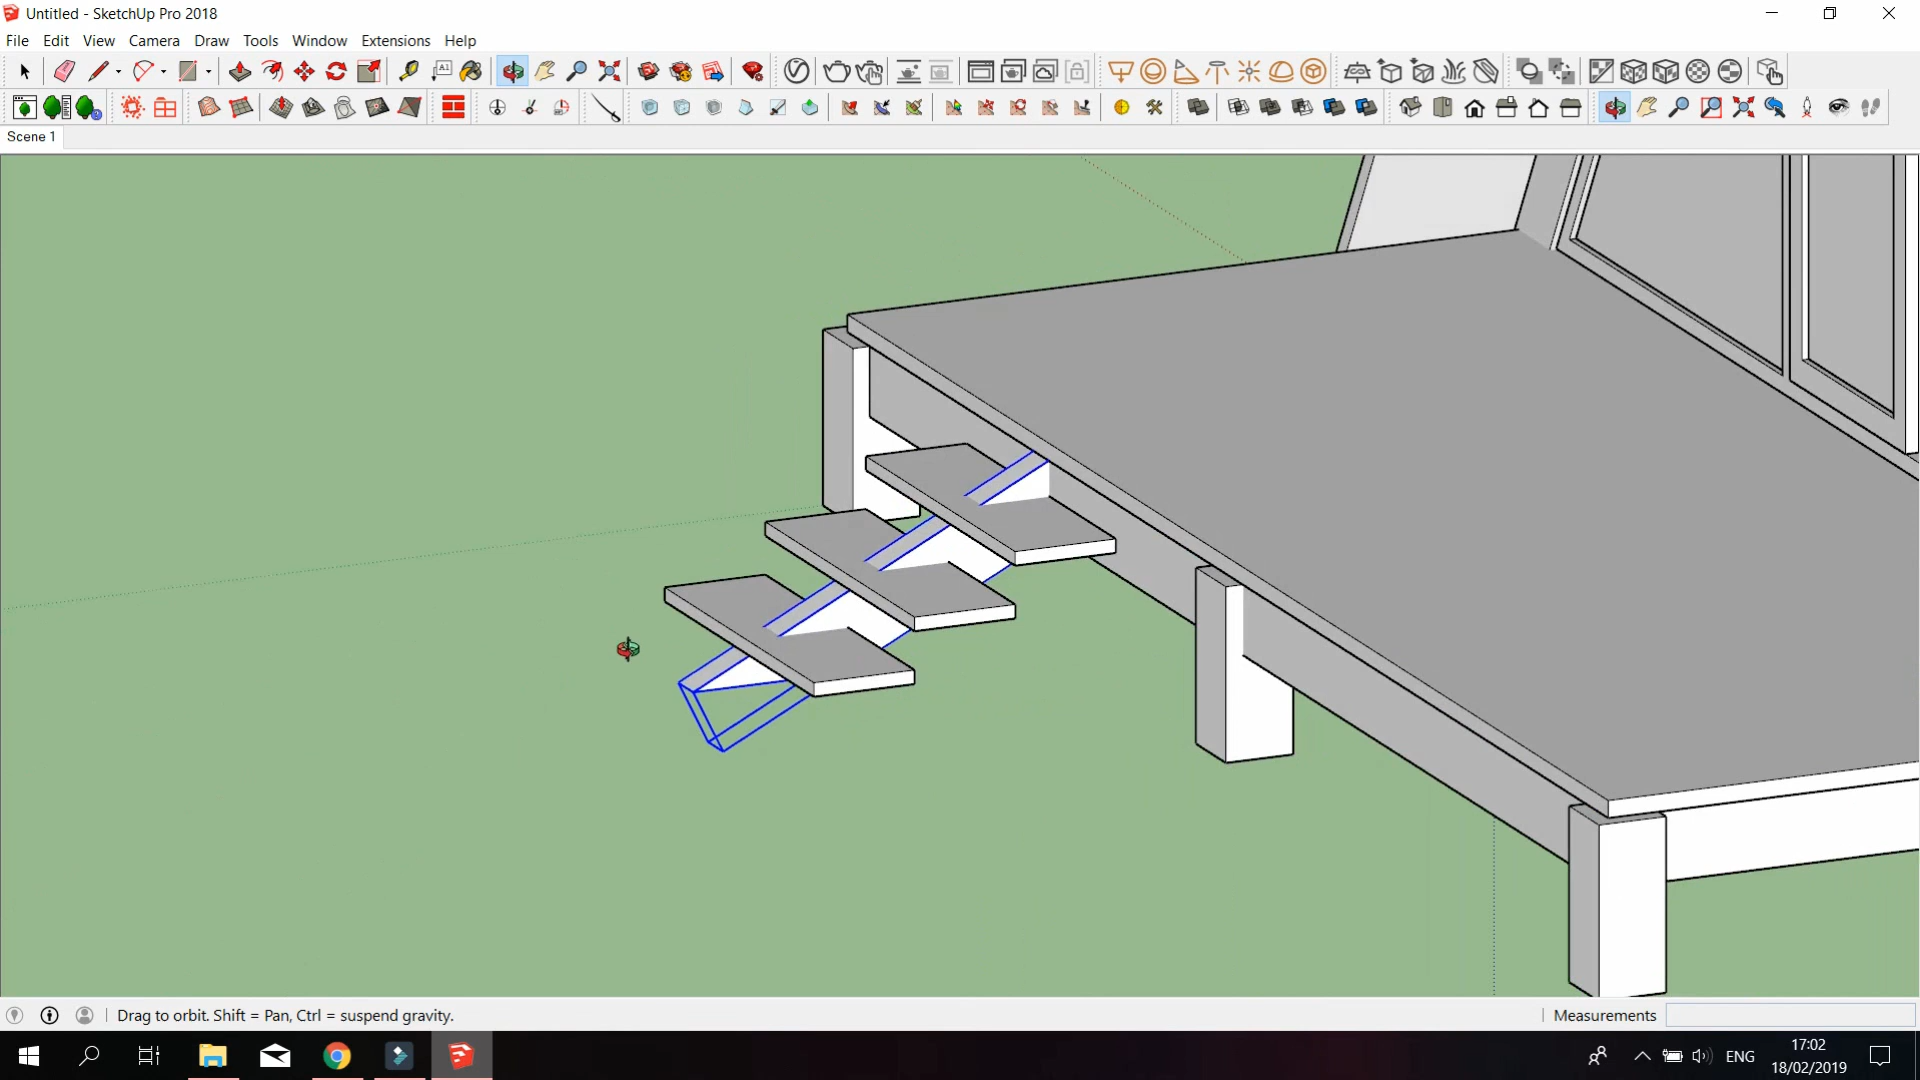 Untitled - SketchUp Pro 2018
File Edit View Camera Draw Tools Window Extensions Help
A1
Scene 1
Drag to orbit. Shift = Pan, Ctrl = suspend gravity.
Measurements
ENG
17:02
18/02/2019